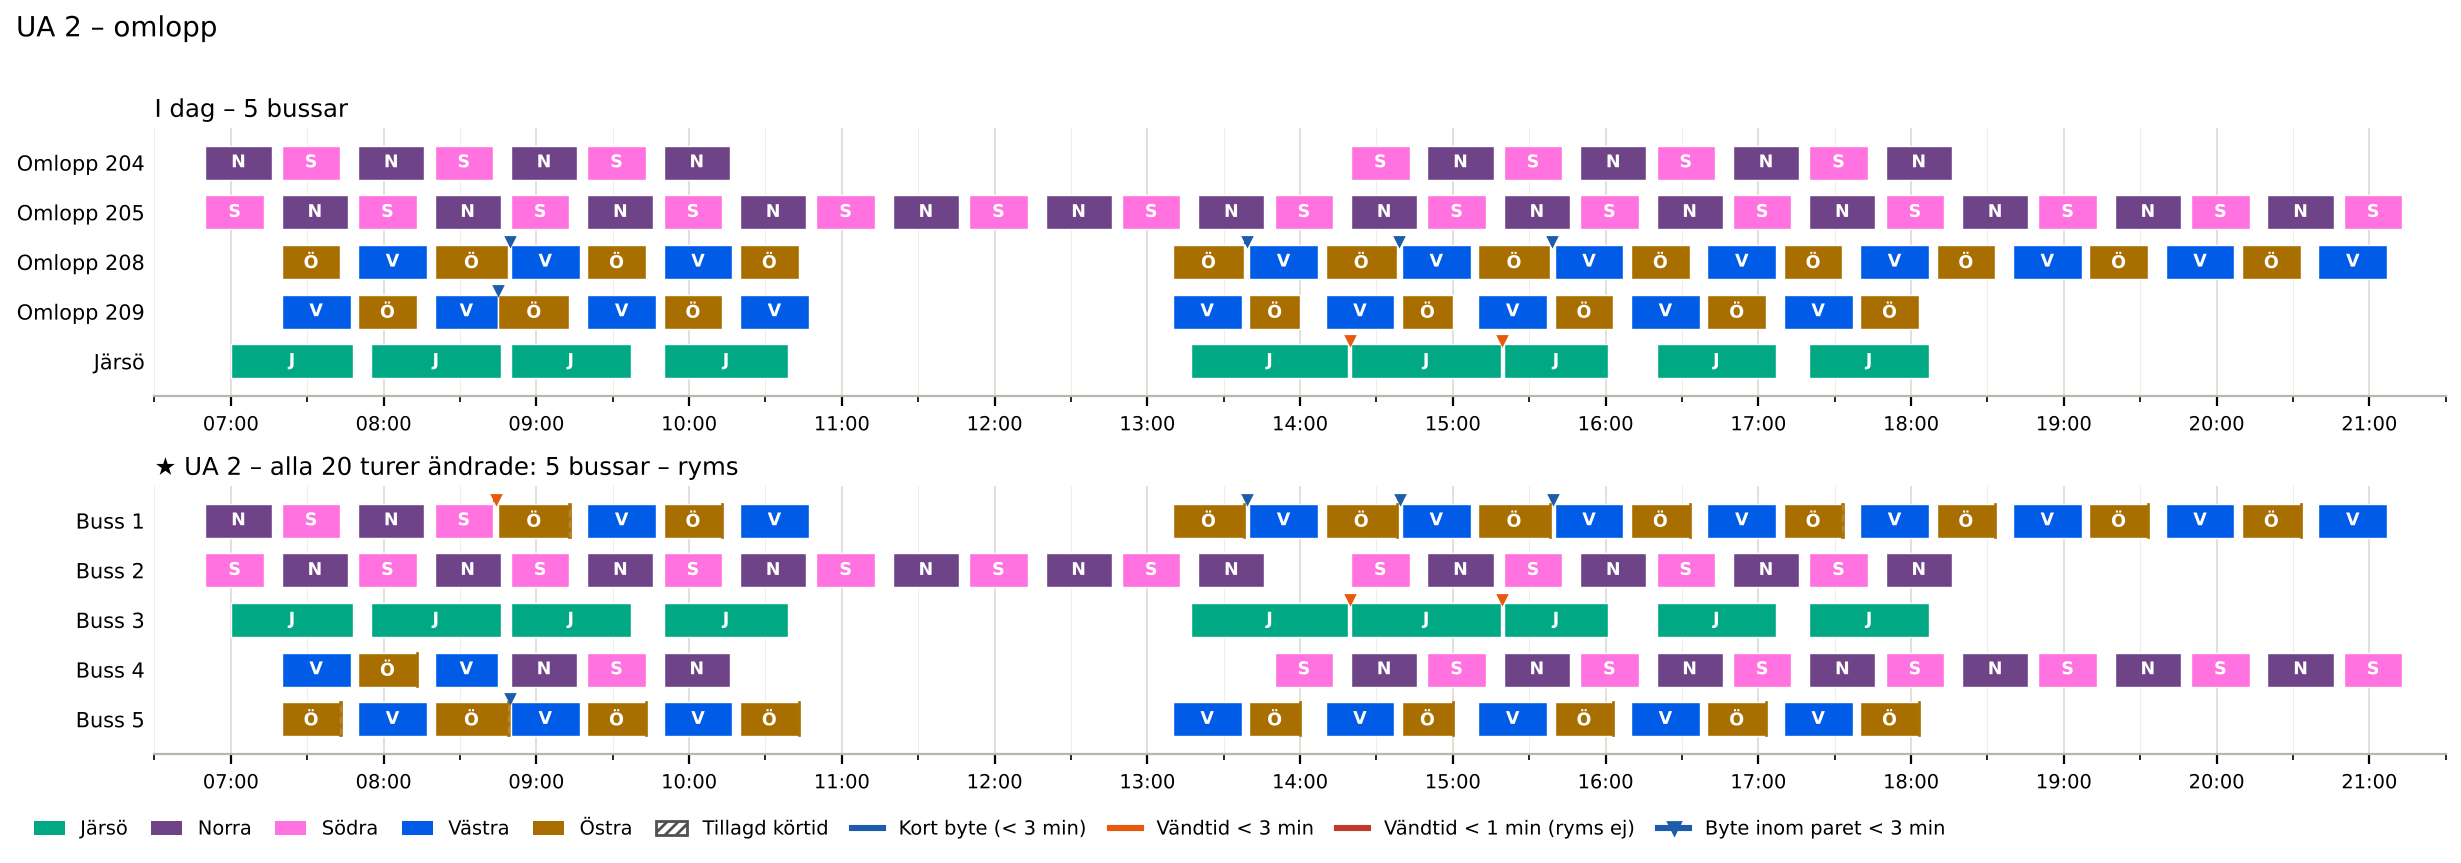 UA 2 – omlopp
I dag – 5 bussar
Omlopp 204 N S N S N S N S N S N S N S N
Omlopp 205 S N S N S N S N S N S N S N S N S N S N S N S N S N S N S
Omlopp 208 Ö V Ö V Ö V Ö Ö V Ö V Ö V Ö V Ö V Ö V Ö V Ö V
Omlopp 209 V Ö V Ö V Ö V V Ö V Ö V Ö V Ö V Ö
Järsö J J J J J J J J J
07:00 08:00 09:00 10:00 11:00 12:00 13:00 14:00 15:00 16:00 17:00 18:00 19:00 20:00 21:00
★ UA 2 – alla 20 turer ändrade: 5 bussar – ryms
Buss 1 N S N S Ö V Ö V Ö V Ö V Ö V Ö V Ö V Ö V Ö V Ö V
Buss 2 S N S N S N S N S N S N S N S N S N S N S N
Buss 3 J J J J J J J J J
Buss 4 V Ö V N S N S N S N S N S N S N S N S N S
Buss 5 Ö V Ö V Ö V Ö V Ö V Ö V Ö V Ö V Ö
07:00 08:00 09:00 10:00 11:00 12:00 13:00 14:00 15:00 16:00 17:00 18:00 19:00 20:00 21:00
Järsö Norra Södra Västra Östra Tillagd körtid Kort byte (< 3 min) Vändtid < 3 min Vändtid < 1 min (ryms ej) Byte inom paret < 3 min